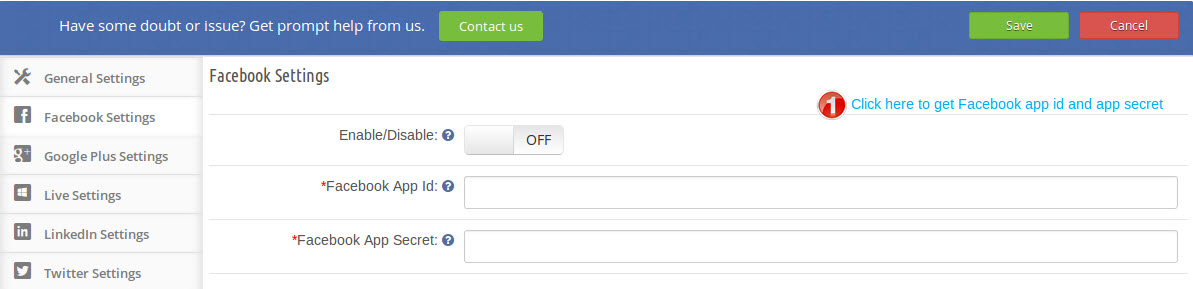 Have some doubt or issue? Get prompt help from us. Contact us Save Cancel
General Settings
Facebook Settings
Google Plus Settings
Live Settings
LinkedIn Settings
Twitter Settings
Facebook Settings
1 Click here to get Facebook app id and app secret
Enable/Disable: ? OFF
*Facebook App Id: ?
*Facebook App Secret: ?